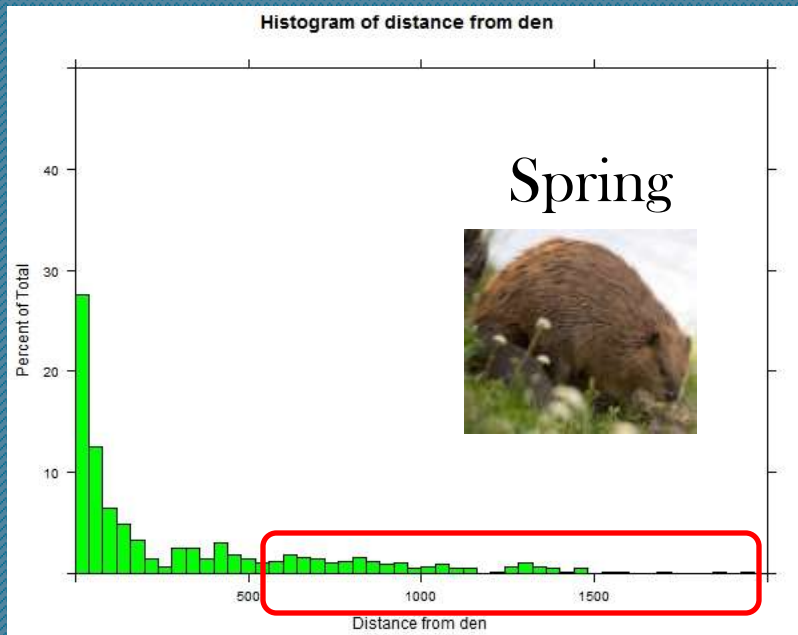 Histogram of distance from den
Spring
Percent of Total
40
30
20
10
500
1000
1500
Distance from den